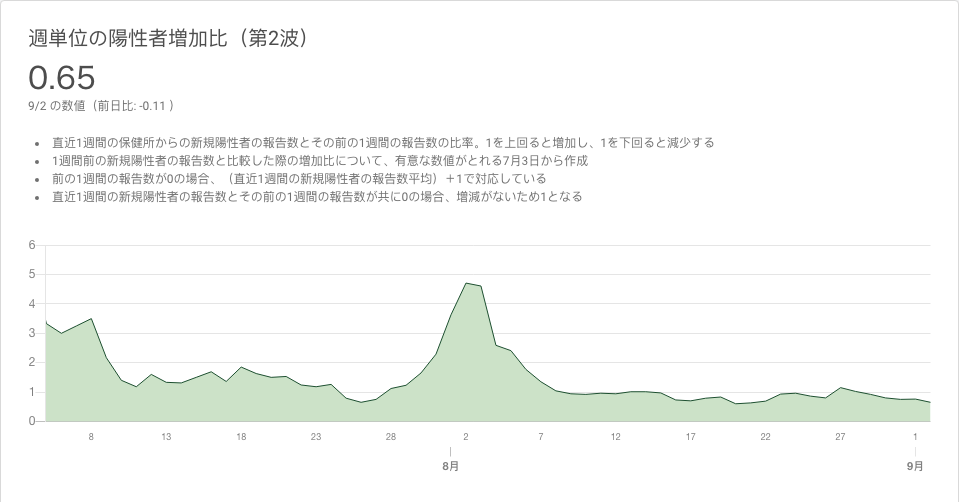 週単位の陽性者増加比（第2波）
0.65
9/2 の数値（前日比: -0.11 ）
• 直近1週間の保健所からの新規陽性者の報告数とその前の1週間の報告数の比率。1を上回ると増加し、1を下回ると減少する
• 1週間前の新規陽性者の報告数と比較した際の増加比について、有意な数値がとれる7月3日から作成
• 前の1週間の報告数が0の場合、（直近1週間の新規陽性者の報告数平均）＋1で対応している
• 直近1週間の新規陽性者の報告数とその前の1週間の報告数が共に0の場合、増減がないため1となる
6
5
4
3
2
1
0
8 13 18 23 28 2 7 12 17 22 27 1
8月 9月